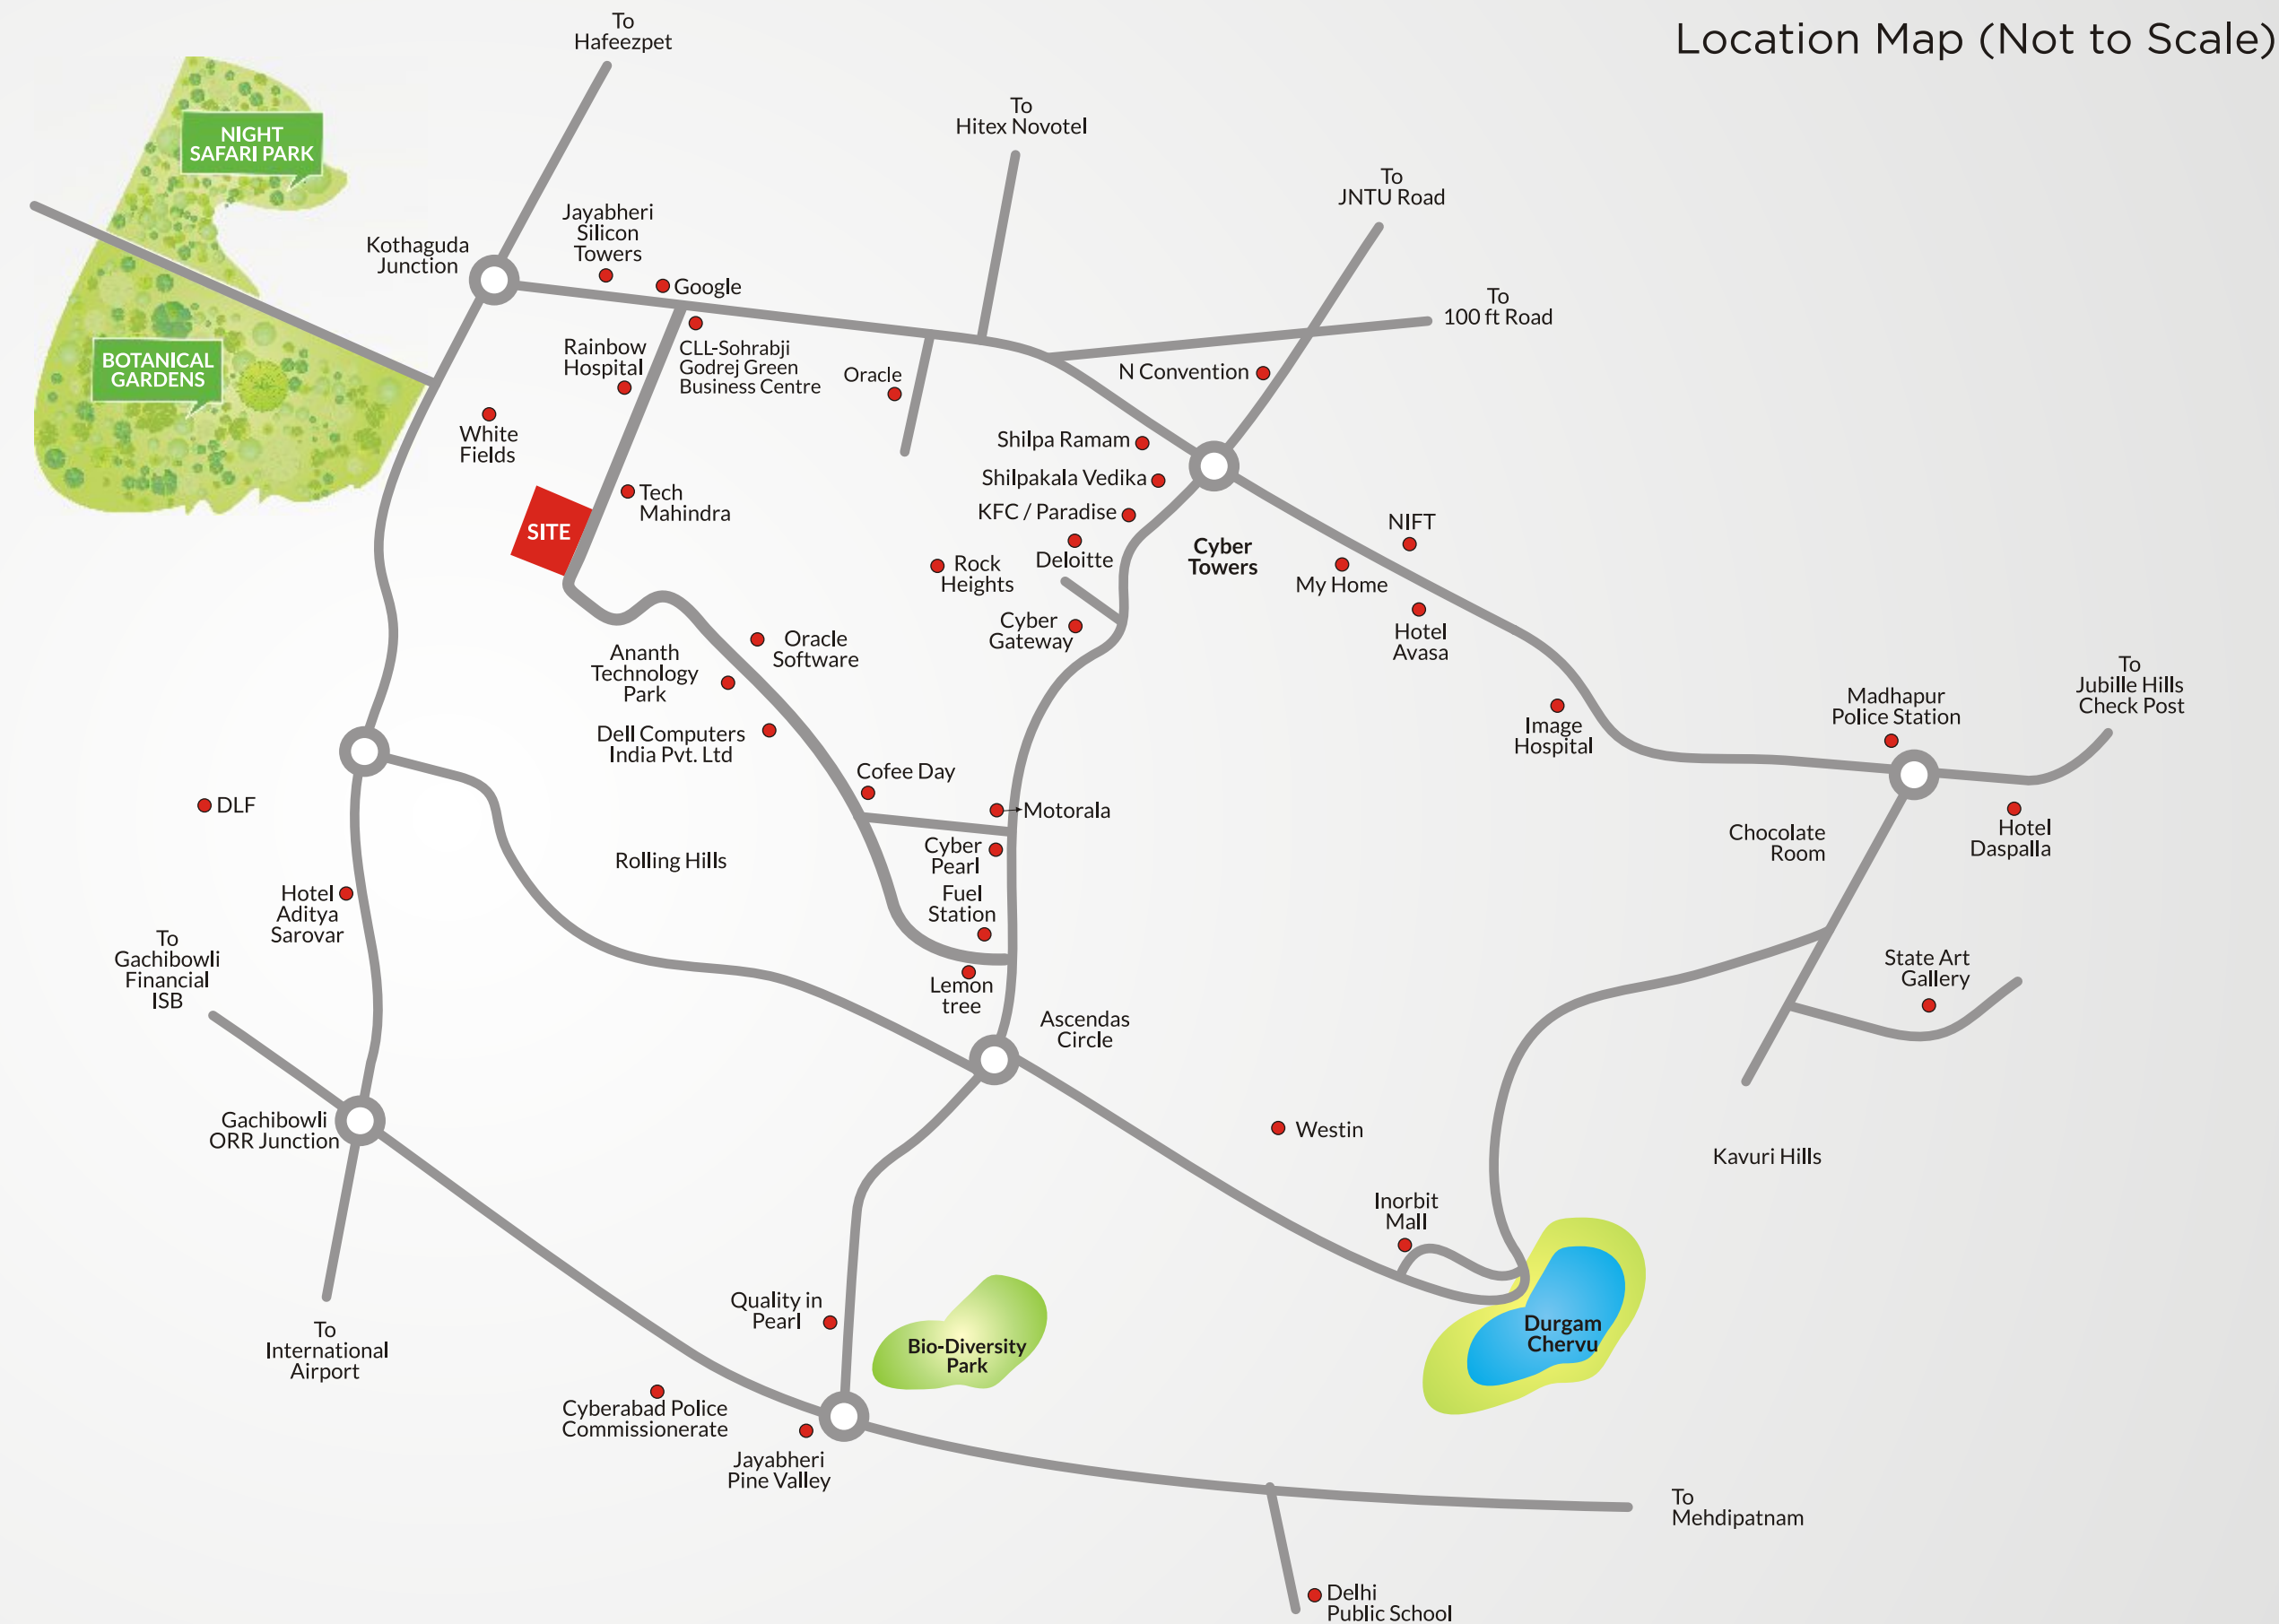 Location Map (Not to Scale)
To
Hafeezpet
To
Hitex Novotel
NIGHT
SAFARI PARK
To
JNTU Road
Jayabheri
Silicon
Towers
Kothaguda
Junction
Google
To
100 ft Road
Rainbow
Hospital
CLL-Sohrabji
Godrej Green
Business Centre
BOTANICAL
GARDENS
Oracle
N Convention
White
Fields
Shilpa Ramam
Shilpakala Vedika
Tech
Mahindra
KFC / Paradise
SITE
NIFT
Cyber
Towers
Deloitte
Rock
Heights
My Home
Cyber
Gateway
Hotel
Avasa
Oracle
Software
Ananth
Technology
Park
To
Jubille Hills
Check Post
Madhapur
Police Station
Image
Hospital
Dell Computers
India Pvt. Ltd
Cofee Day
DLF
Motorala
Chocolate
Room
Hotel
Daspalla
Cyber
Pearl
Rolling Hills
Fuel
Station
Hotel
Aditya
Sarovar
To
Gachibowli
Financial
ISB
State Art
Gallery
Lemon
tree
Ascendas
Circle
Gachibowli
ORR Junction
Westin
Kavuri Hills
Inorbit
Mall
Quality in
Pearl
To
International
Airport
Bio-Diversity
Park
Durgam
Chervu
Cyberabad Police
Commissionerate
Jayabheri
Pine Valley
To
Mehdipatnam
Delhi
Public School